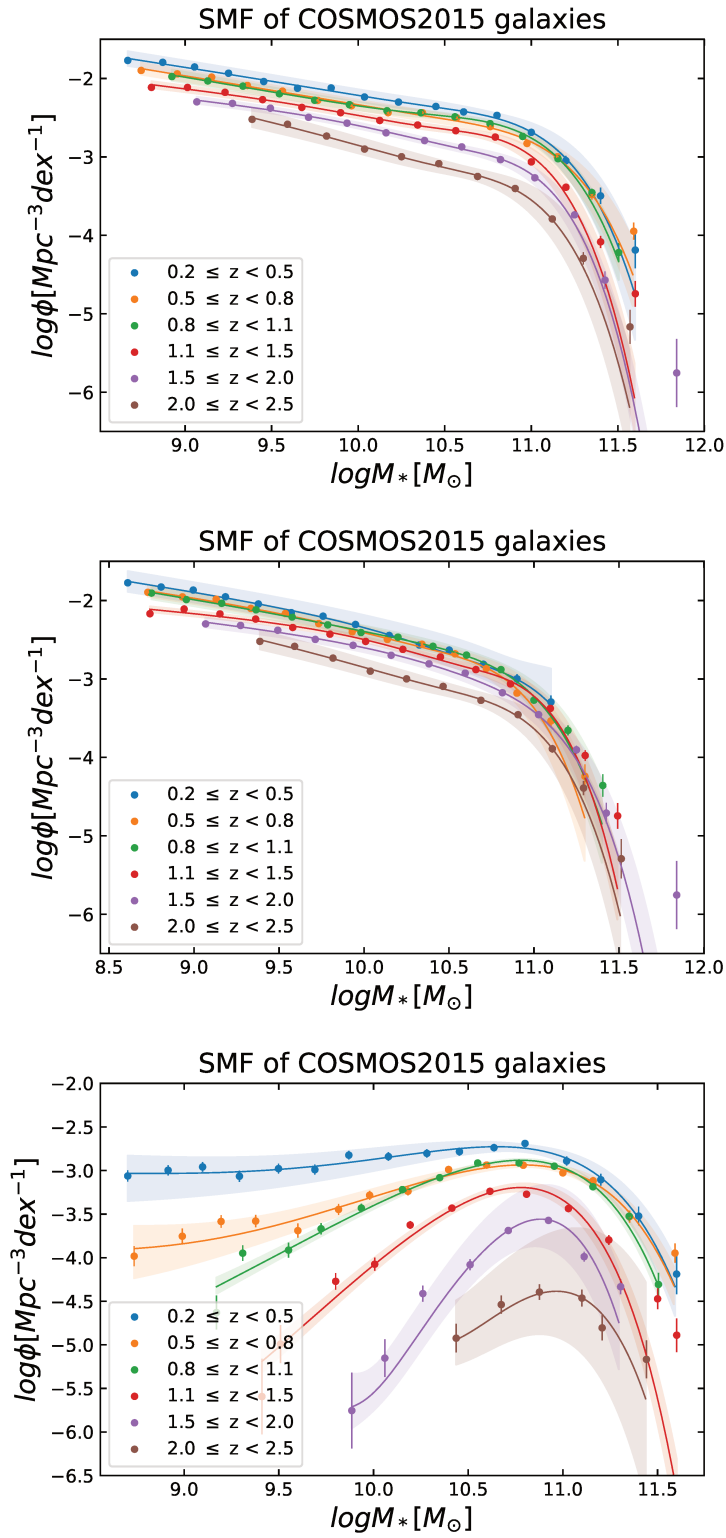 SMF of COSMOS2015 galaxies
−2
−3
−4
−5
−6
logϕ[Mpc⁻³dex⁻¹]
0.2 ≤ z < 0.5
0.5 ≤ z < 0.8
0.8 ≤ z < 1.1
1.1 ≤ z < 1.5
1.5 ≤ z < 2.0
2.0 ≤ z < 2.5
9.0 9.5 10.0 10.5 11.0 11.5 12.0
logM*[M⊙]
SMF of COSMOS2015 galaxies
−2
−3
−4
−5
−6
logϕ[Mpc⁻³dex⁻¹]
0.2 ≤ z < 0.5
0.5 ≤ z < 0.8
0.8 ≤ z < 1.1
1.1 ≤ z < 1.5
1.5 ≤ z < 2.0
2.0 ≤ z < 2.5
8.5 9.0 9.5 10.0 10.5 11.0 11.5 12.0
logM*[M⊙]
SMF of COSMOS2015 galaxies
−2.0
−2.5
−3.0
−3.5
−4.0
−4.5
−5.0
−5.5
−6.0
−6.5
logϕ[Mpc⁻³dex⁻¹]
0.2 ≤ z < 0.5
0.5 ≤ z < 0.8
0.8 ≤ z < 1.1
1.1 ≤ z < 1.5
1.5 ≤ z < 2.0
2.0 ≤ z < 2.5
9.0 9.5 10.0 10.5 11.0 11.5
logM*[M⊙]